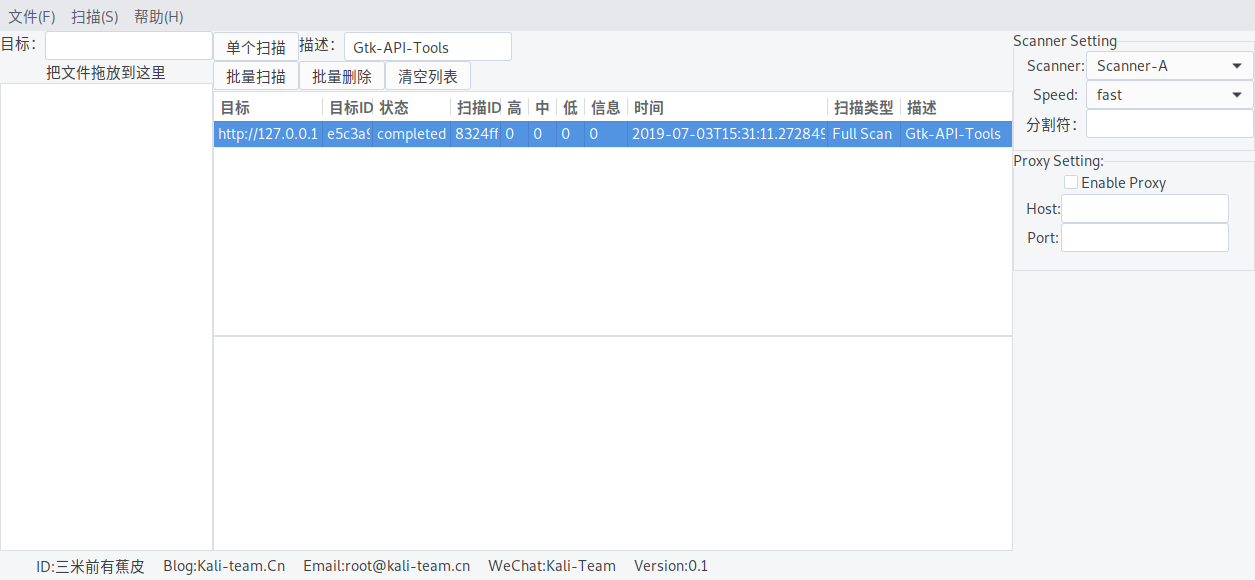 文件(F) 扫描(S) 帮助(H)
目标： 单个扫描 描述： Gtk-API-Tools
把文件拖放到这里 批量扫描 批量删除 清空列表
目标 目标ID 状态 扫描ID 高 中 低 信息 时间 扫描类型 描述
http://127.0.0.1 e5c3a9 completed 8324ff 0 0 0 0 2019-07-03T15:31:11.272849 Full Scan Gtk-API-Tools
Scanner Setting
Scanner: Scanner-A
Speed: fast
分割符：
Proxy Setting:
Enable Proxy
Host:
Port:
ID:三米前有蕉皮 Blog:Kali-team.Cn Email:root@kali-team.cn WeChat:Kali-Team Version:0.1